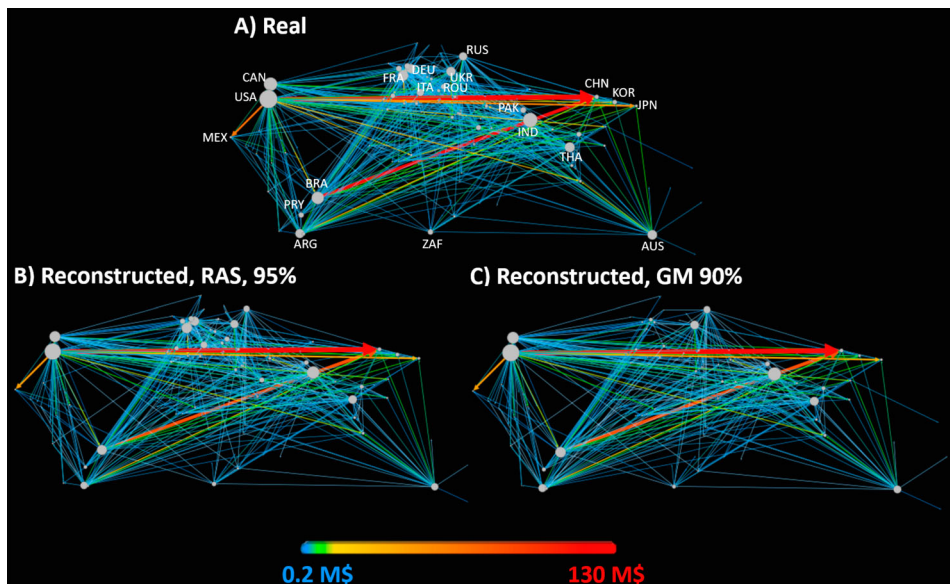 A) Real
RUS
CAN
DEU
FRA
UKR
USA
ITA
ROU
CHN
KOR
PAK
JPN
IND
MEX
THA
BRA
PRY
ARG
ZAF
AUS
B) Reconstructed, RAS, 95%
C) Reconstructed, GM 90%
0.2 M$
130 M$